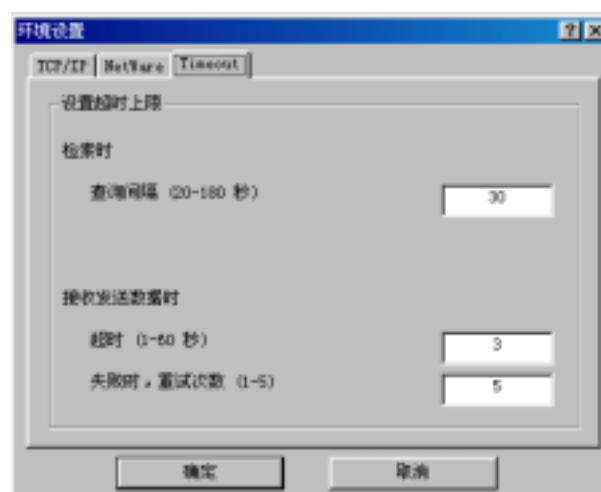 环境设置
TCP/IP NetWare Timeout
设置超时上限
检索时
查询间隔 (20-180 秒) 30
接收发送数据时
超时 (1-60 秒) 3
失败时，重试次数 (1-5) 5
确定 取消